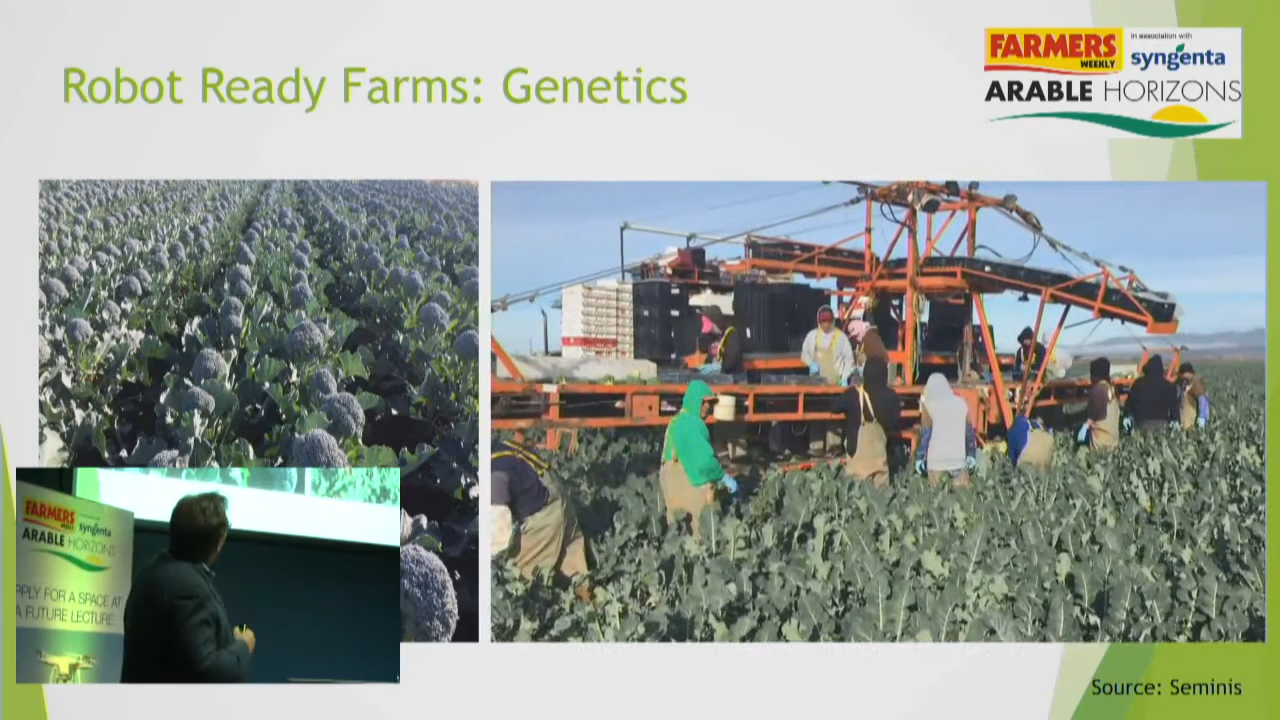 Robot Ready Farms: Genetics
FARMERS
WEEKLY
in association with
syngenta
ARABLE HORIZONS
FARMERS
WEEKLY
syngenta
ARABLE HORIZONS
PPLY FOR A SPACE AT
A FUTURE LECTURE
Source: Seminis